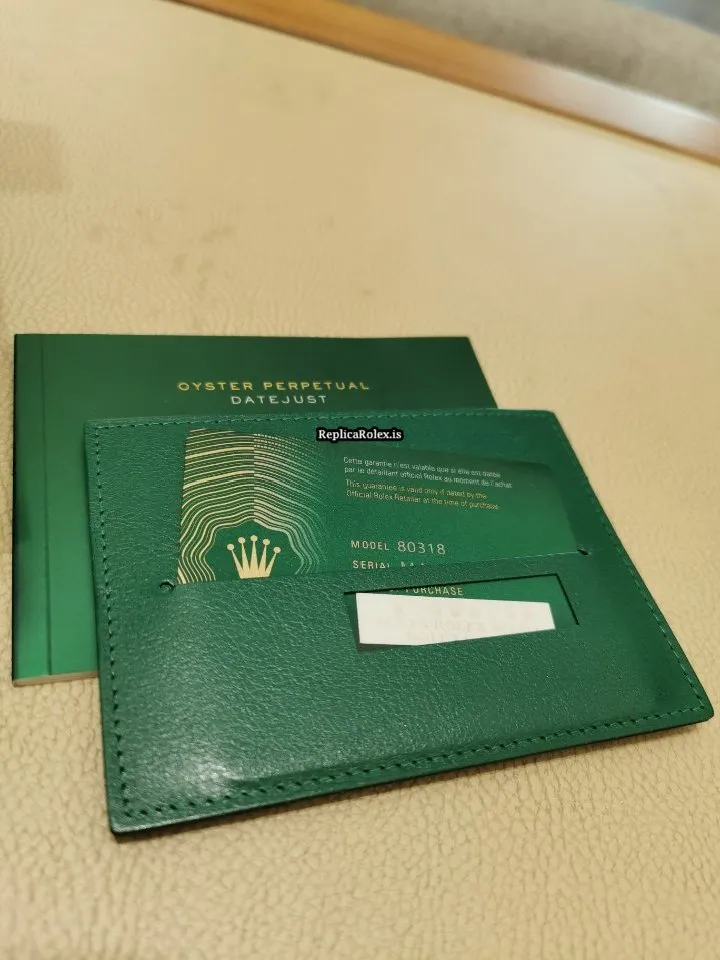 OYSTER PERPETUAL
DATEJUST
ReplicaRolex.is
Cette garantie n'est valable que si elle est datée
par le détaillant officiel Rolex au moment de l'achat.
This guarantee is valid only if dated by the
Official Rolex Retailer at the time of purchase.
MODEL 80318
SERIAL
PURCHASE